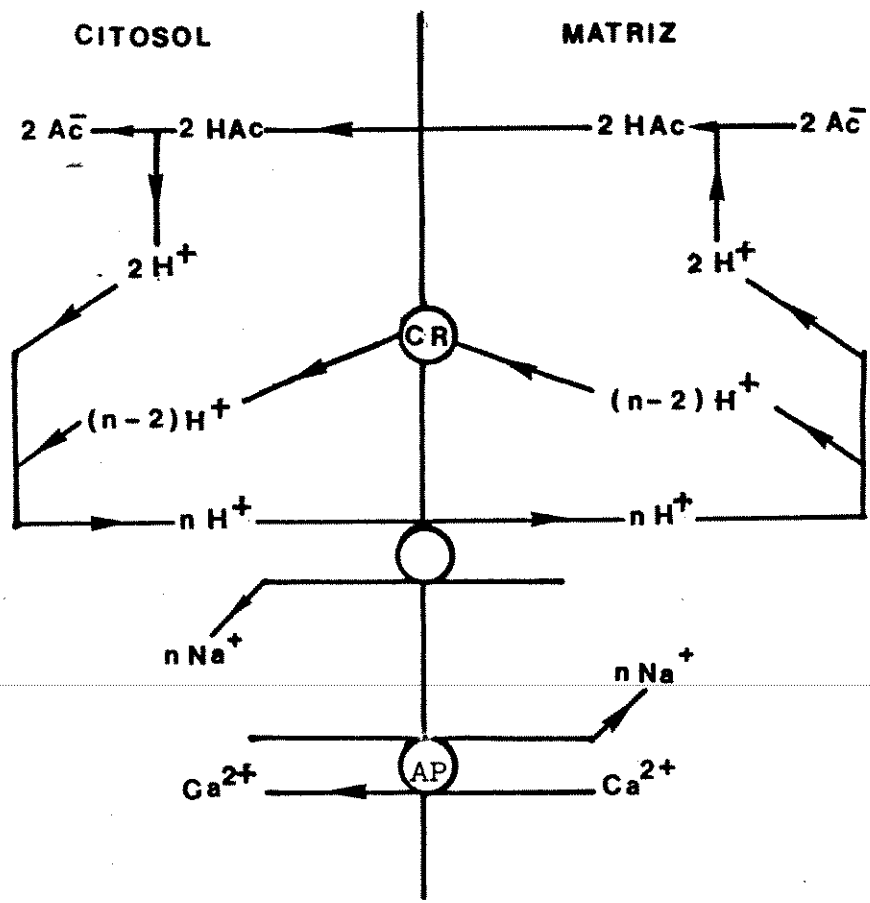 CITOSOL MATRIZ
2 Ac⁻ 2 HAc 2 HAc 2 Ac⁻
2 H⁺ 2 H⁺
CR
(n-2) H⁺ (n-2) H⁺
n H⁺ n H⁺
n Na⁺
n Na⁺
AP
Ca²⁺ Ca²⁺